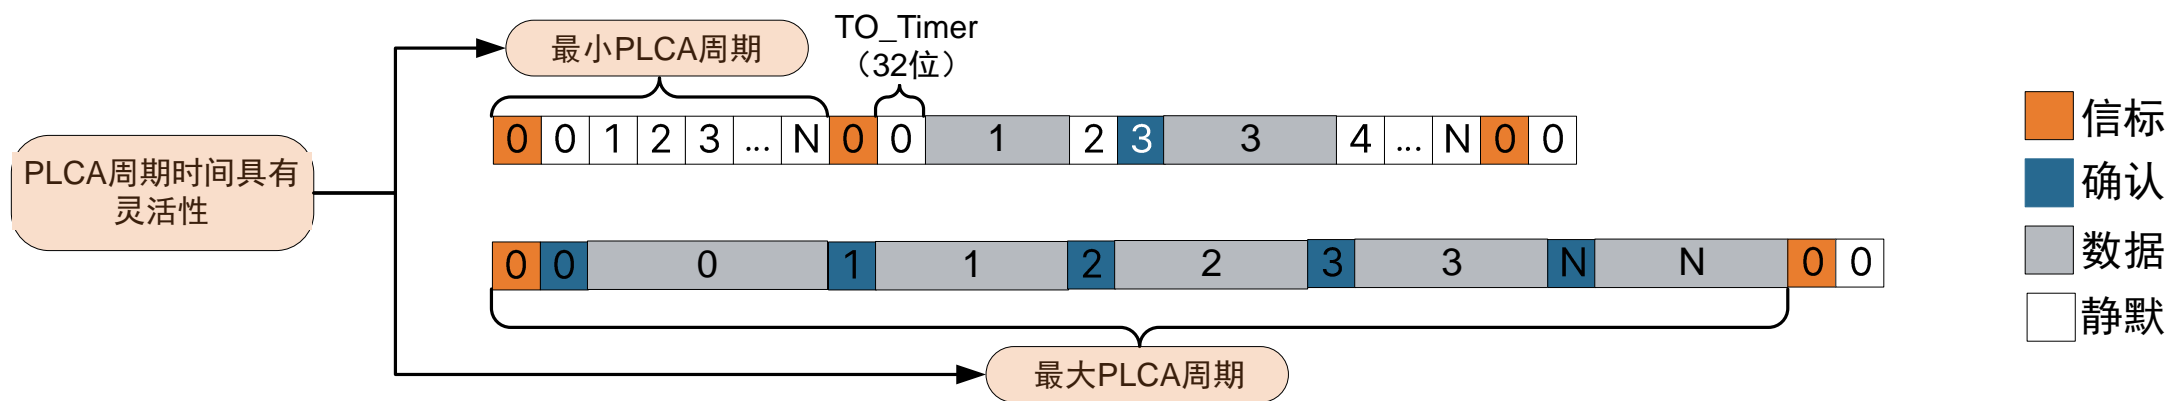 最小PLCA周期
TO_Timer
（32位）
0 0 1 2 3 ... N 0 0 1 2 3 3 4 ... N 0 0
PLCA周期时间具有
灵活性
0 0 0 1 1 2 2 3 3 N N 0 0
最大PLCA周期
信标
确认
数据
静默